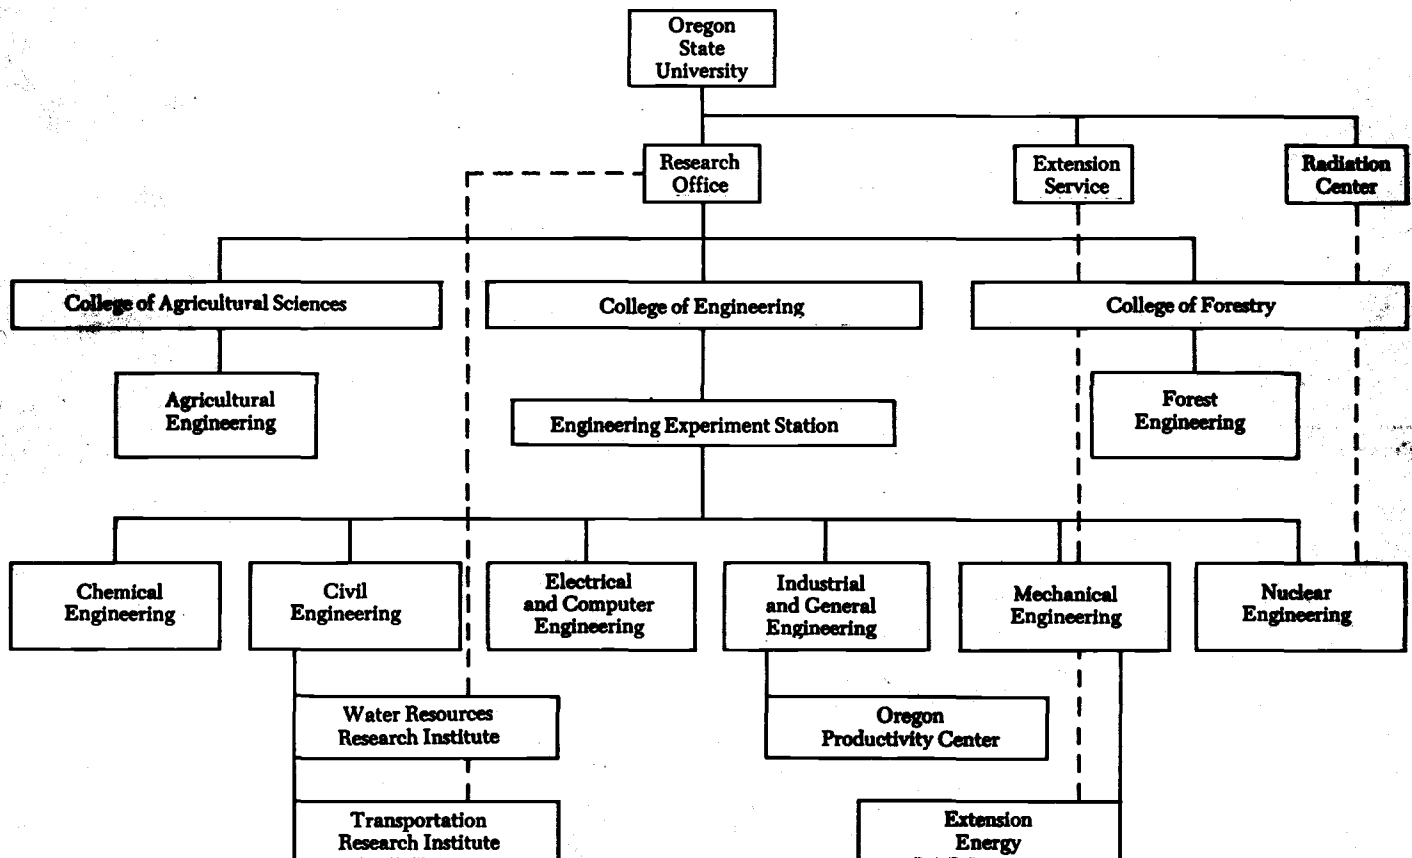 Oregon
State
University
Research
Office
Extension
Service
Radiation
Center
College of Agricultural Sciences
College of Engineering
College of Forestry
Agricultural
Engineering
Engineering Experiment Station
Forest
Engineering
Chemical
Engineering
Civil
Engineering
Electrical
and Computer
Engineering
Industrial
and General
Engineering
Mechanical
Engineering
Nuclear
Engineering
Water Resources
Research Institute
Oregon
Productivity Center
Transportation
Research Institute
Extension
Energy